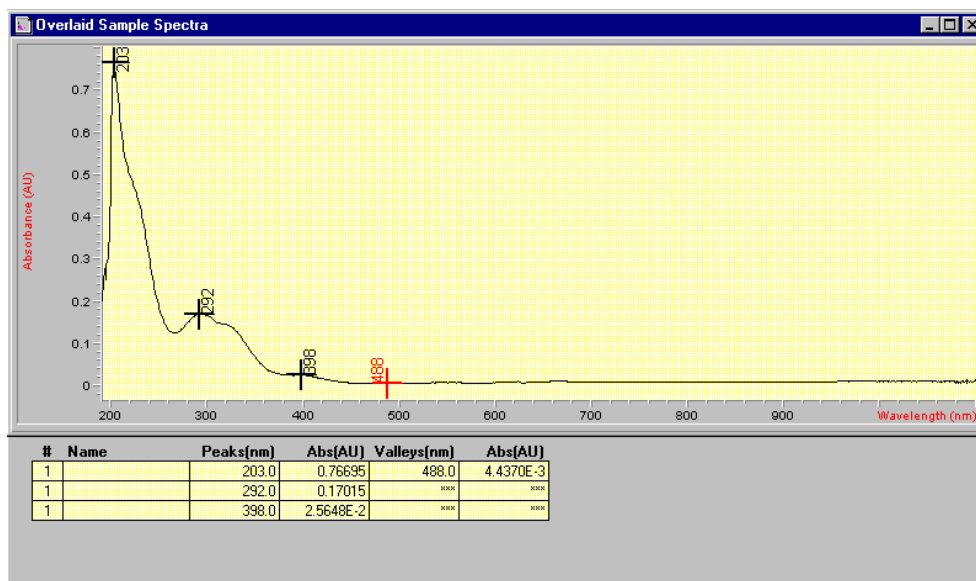 Overlaid Sample Spectra
203
0.7
0.6
0.5
0.4
0.3
0.2
0.1
0
Absorbance (AU)
292
398
488
200 300 400 500 600 700 800 900 Wavelength (nm)
# Name Peaks(nm) Abs(AU) Valleys(nm) Abs(AU)
1 203.0 0.76695 488.0 4.4370E-3
1 292.0 0.17015 *** ***
1 398.0 2.5648E-2 *** ***